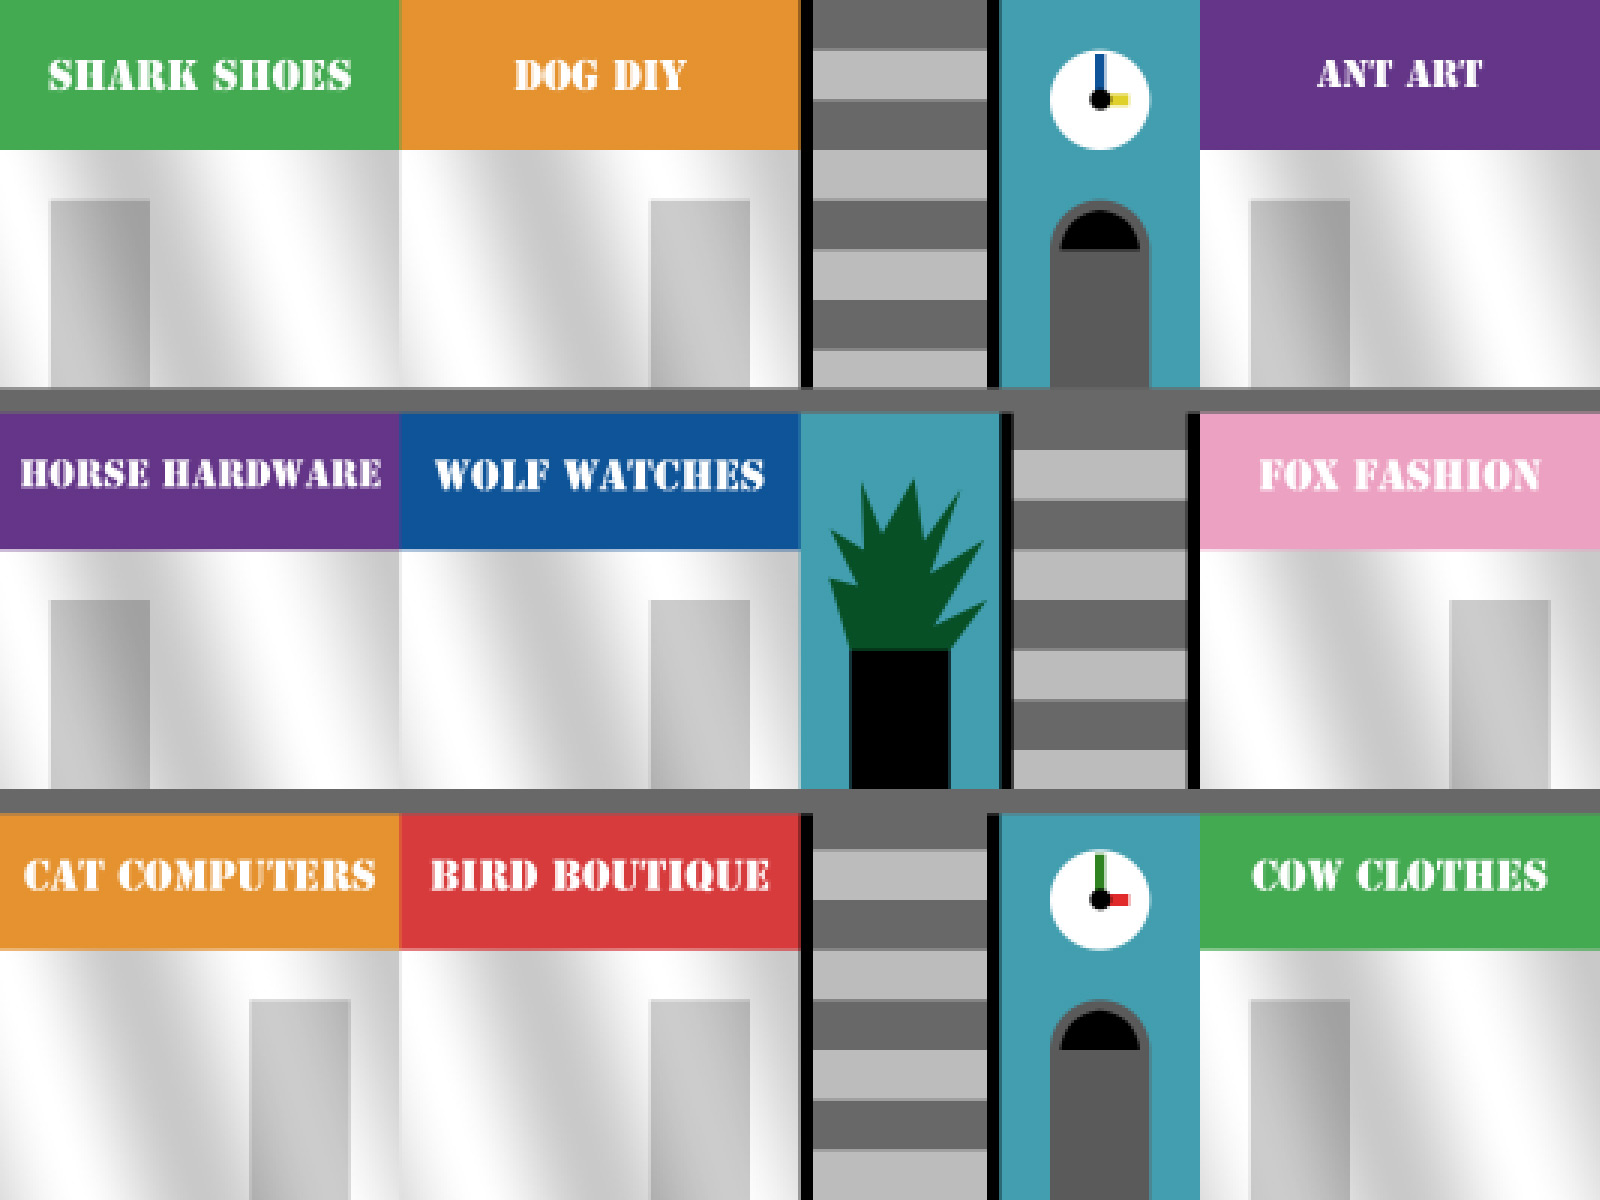 SHARK SHOES
DOG DIY
ANT ART
HORSE HARDWARE
WOLF WATCHES
FOX FASHION
CAT COMPUTERS
BIRD BOUTIQUE
COW CLOTHES